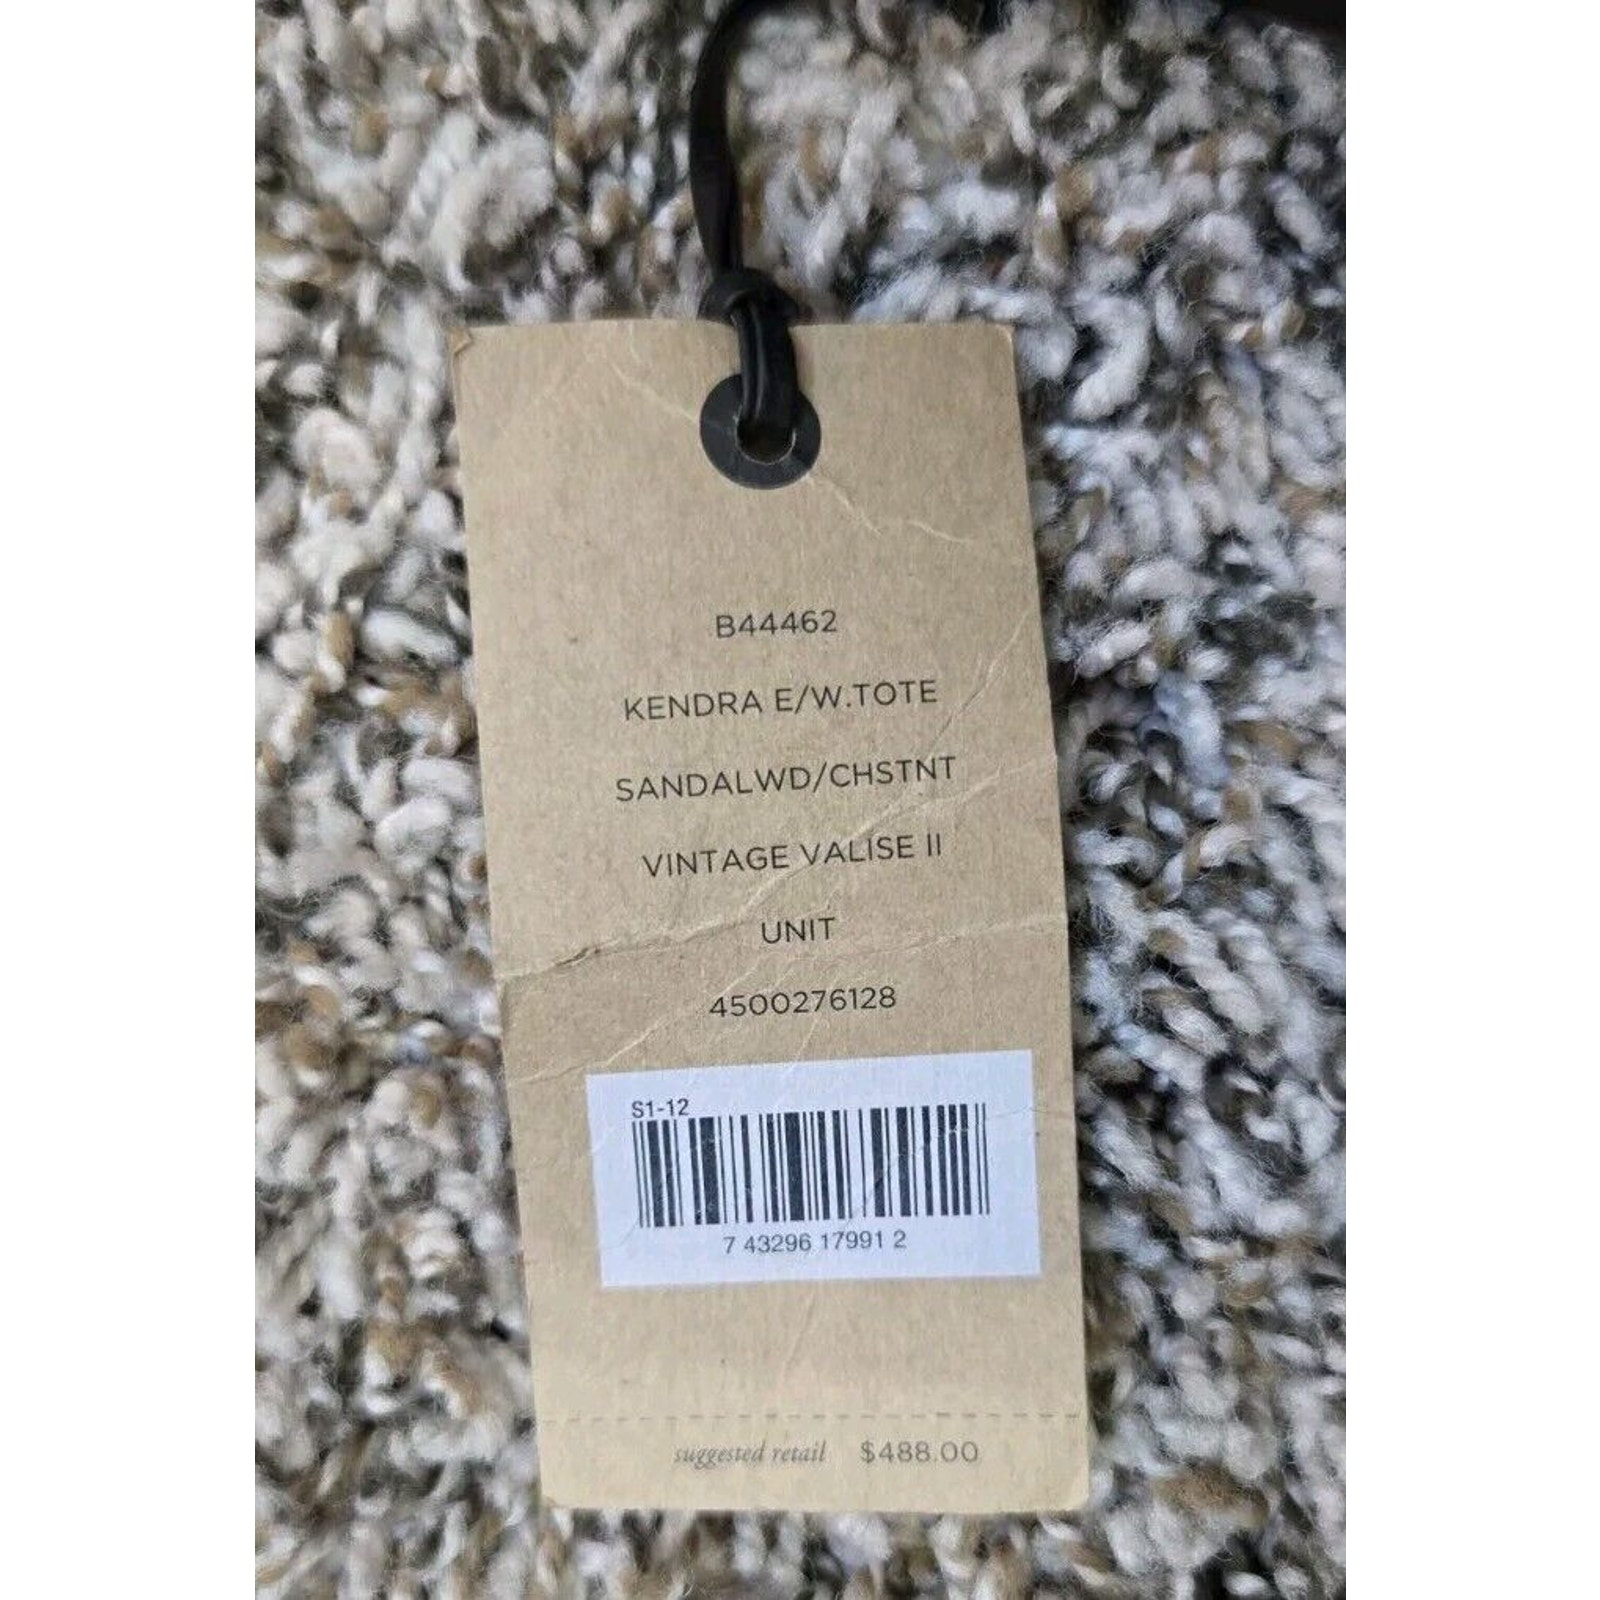 B44462
KENDRA E/W.TOTE
SANDALWD/CHSTNT
VINTAGE VALISE II
UNIT
4500276128
S1-12
7 43296 17991 2
suggested retail $488.00